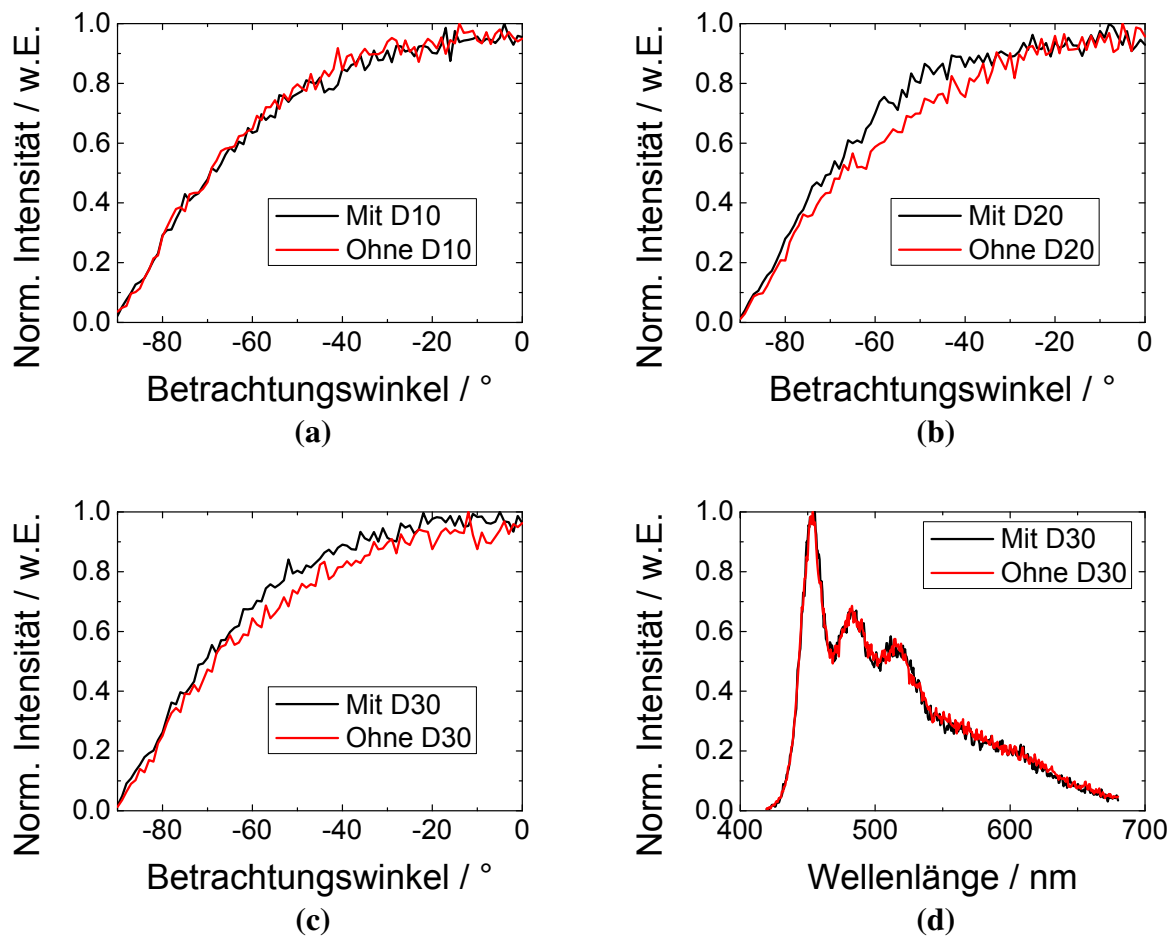 Norm. Intensität / w.E.
1.0
0.8
0.6
0.4
0.2
0.0
Mit D10
Ohne D10
-80 -60 -40 -20 0
Betrachtungswinkel / °
(a)
Norm. Intensität / w.E.
1.0
0.8
0.6
0.4
0.2
0.0
Mit D20
Ohne D20
-80 -60 -40 -20 0
Betrachtungswinkel / °
(b)
Norm. Intensität / w.E.
1.0
0.8
0.6
0.4
0.2
0.0
Mit D30
Ohne D30
-80 -60 -40 -20 0
Betrachtungswinkel / °
(c)
Norm. Intensität / w.E.
1.0
0.8
0.6
0.4
0.2
0.0
Mit D30
Ohne D30
400 500 600 700
Wellenlänge / nm
(d)